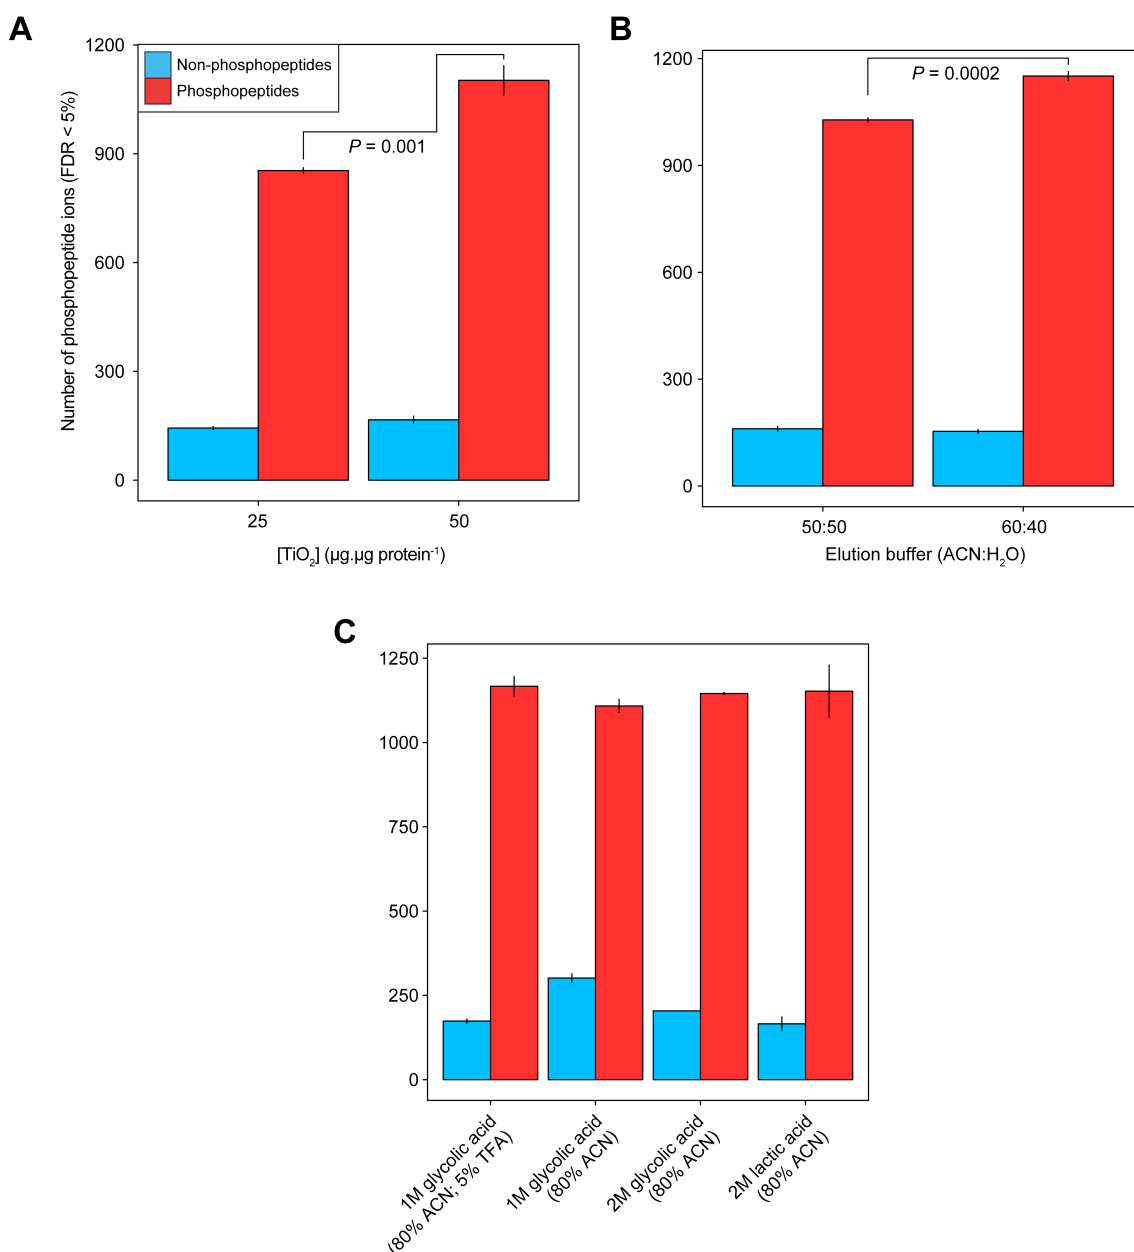 A
Number of phosphopeptide ions (FDR < 5%)
1200
900
600
300
0
Non-phosphopeptides
Phosphopeptides
P = 0.001
25
50
[TiO₂] (µg.µg protein⁻¹)
B
1200
900
600
300
0
P = 0.0002
50:50
60:40
Elution buffer (ACN:H₂O)
C
1250
1000
750
500
250
0
1M glycolic acid
(80% ACN; 5% TFA)
1M glycolic acid
(80% ACN)
2M glycolic acid
(80% ACN)
2M lactic acid
(80% ACN)